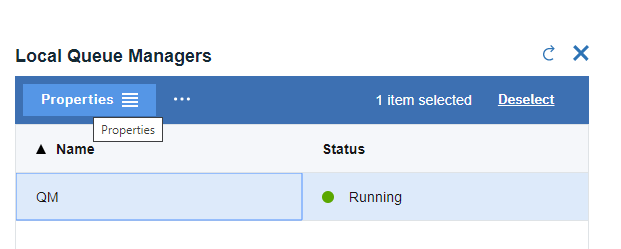 Local Queue Managers
Properties ... 1 item selected Deselect
Properties
▲ Name Status
QM Running